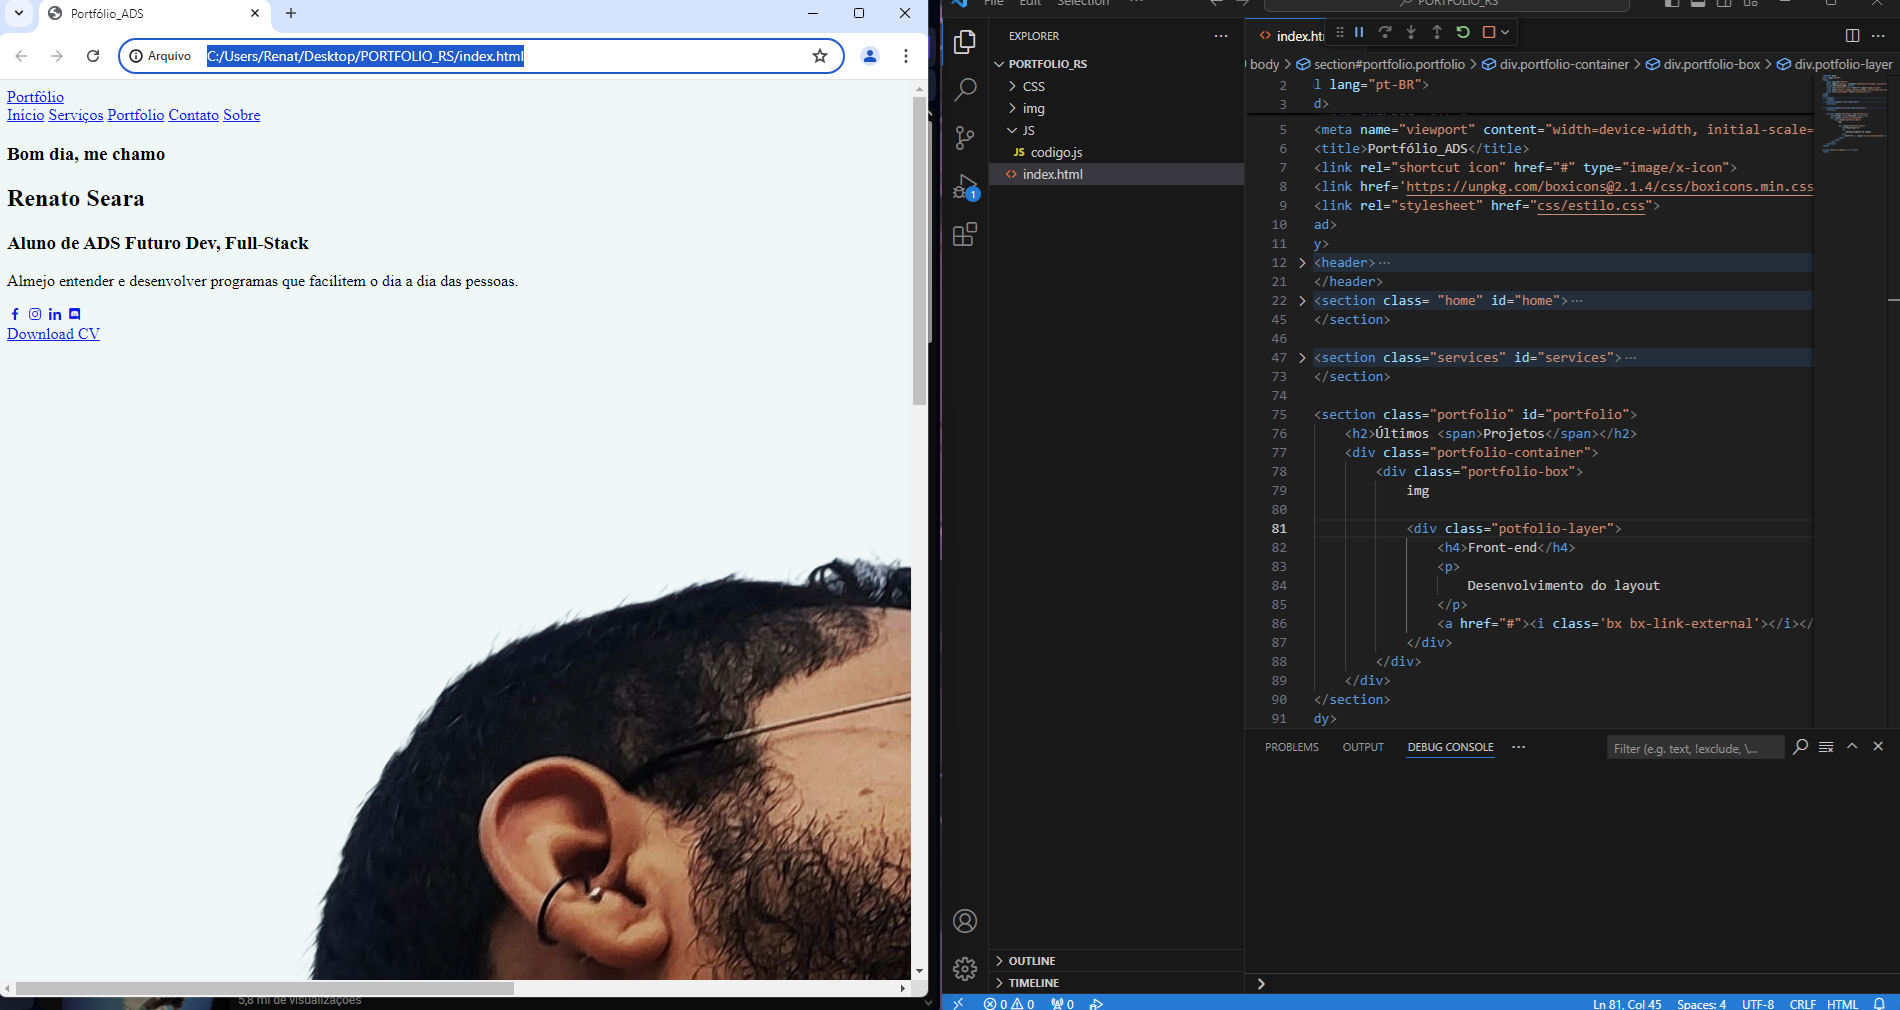 Portfólio_ADS
Arquivo
C:/Users/Renat/Desktop/PORTFOLIO_RS/index.html
Portfólio
Início Serviços Portfolio Contato Sobre
Bom dia, me chamo
Renato Seara
Aluno de ADS Futuro Dev, Full-Stack
Almejo entender e desenvolver programas que facilitem o dia a dia das pessoas.
Download CV
5,8 mi de visualizações
File Edit Selection ···
PORTFOLIO_RS
EXPLORER ···
PORTFOLIO_RS
CSS
img
JS
JS codigo.js
index.html
OUTLINE
TIMELINE
index.html
body > section#portfolio.portfolio > div.portfolio-container > div.portfolio-box > div.potfolio-layer
2 l lang="pt-BR">
3 d>
5 <meta name="viewport" content="width=device-width, initial-scale=
6 <title>Portfólio_ADS</title>
7 <link rel="shortcut icon" href="#" type="image/x-icon">
8 <link href='https://unpkg.com/boxicons@2.1.4/css/boxicons.min.css
9 <link rel="stylesheet" href="css/estilo.css">
10 ad>
11 y>
12 <header>···
21 </header>
22 <section class= "home" id="home">···
45 </section>
46
47 <section class="services" id="services">···
73 </section>
74
75 <section class="portfolio" id="portfolio">
76 <h2>Últimos <span>Projetos</span></h2>
77 <div class="portfolio-container">
78 <div class="portfolio-box">
79 img
80
81 <div class="potfolio-layer">
82 <h4>Front-end</h4>
83 <p>
84 Desenvolvimento do layout
85 </p>
86 <a href="#"><i class='bx bx-link-external'></i></
87 </div>
88 </div>
89 </div>
90 </section>
91 dy>
PROBLEMS OUTPUT DEBUG CONSOLE ···
Filter (e.g. text, !exclude, \...
1
0 0 0
Ln 81, Col 45 Spaces: 4 UTF-8 CRLF HTML